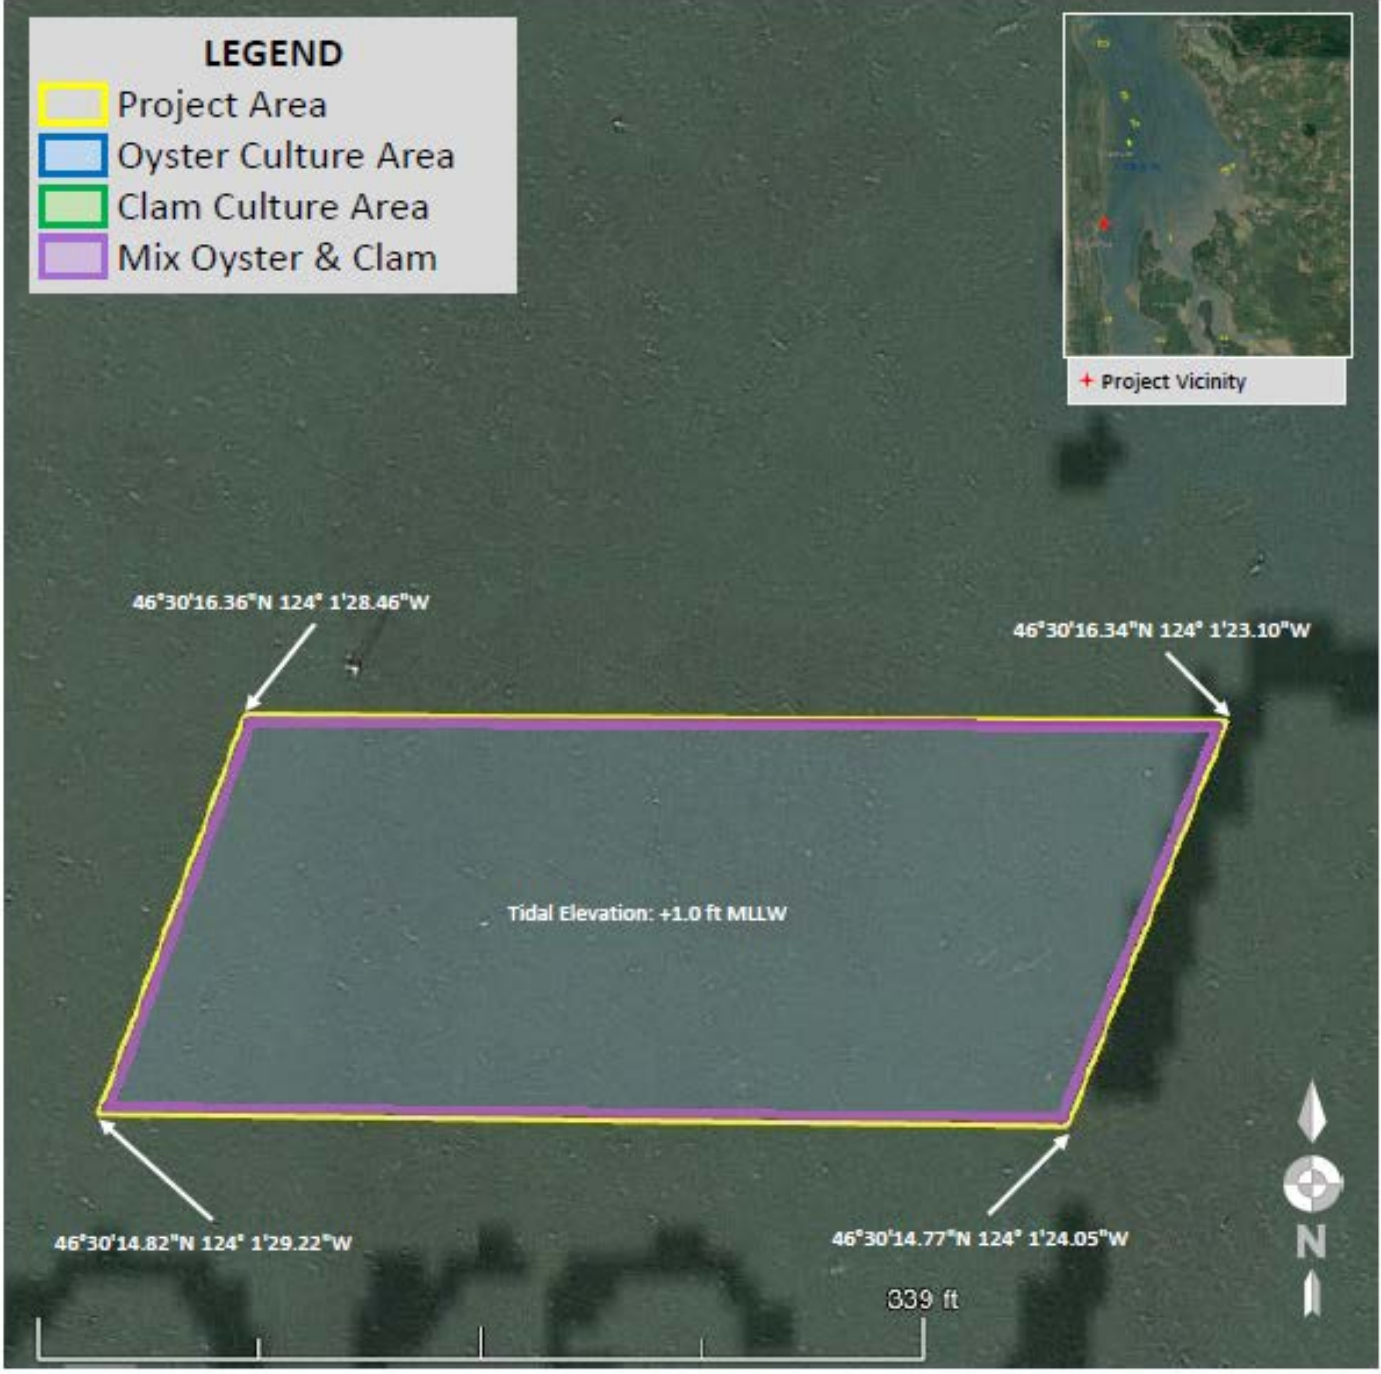 LEGEND
Project Area
Oyster Culture Area
Clam Culture Area
Mix Oyster & Clam
Project Vicinity
46°30'16.36"N 124° 1'28.46"W
46°30'16.34"N 124° 1'23.10"W
Tidal Elevation: +1.0 ft MLLW
46°30'14.82"N 124° 1'29.22"W
46°30'14.77"N 124° 1'24.05"W
339 ft
N